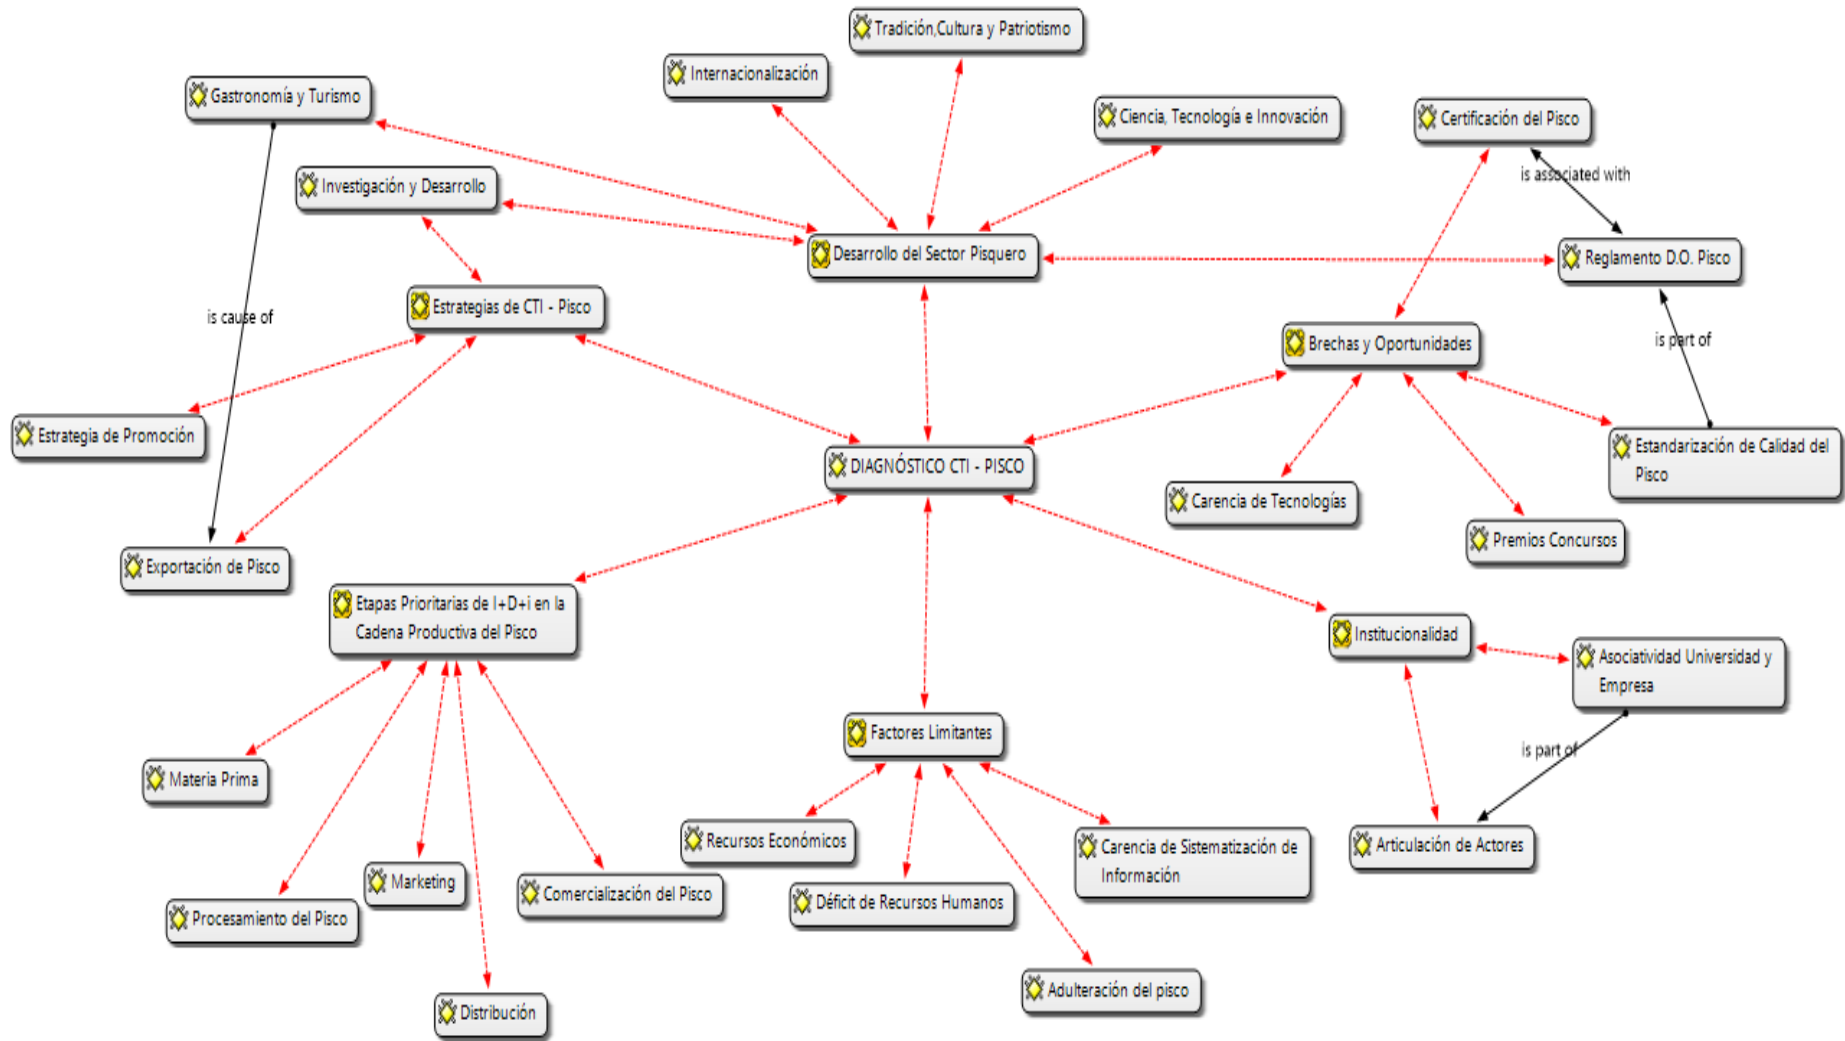 Tradición,Cultura y Patriotismo
Internacionalización
Gastronomía y Turismo
Ciencia, Tecnología e Innovación
Certificación del Pisco
is associated with
Investigación y Desarrollo
Desarrollo del Sector Pisquero
Reglamento D.O. Pisco
Estrategias de CTI - Pisco
is cause of
Brechas y Oportunidades
is part of
Estrategia de Promoción
DIAGNÓSTICO CTI - PISCO
Estandarización de Calidad del
Pisco
Carencia de Tecnologías
Premios Concursos
Exportación de Pisco
Etapas Prioritarias de I+D+i en la
Cadena Productiva del Pisco
Institucionalidad
Asociatividad Universidad y
Empresa
Factores Limitantes
is part of
Materia Prima
Recursos Económicos
Carencia de Sistematización de
Información
Articulación de Actores
Marketing
Comercialización del Pisco
Déficit de Recursos Humanos
Procesamiento del Pisco
Adulteración del pisco
Distribución